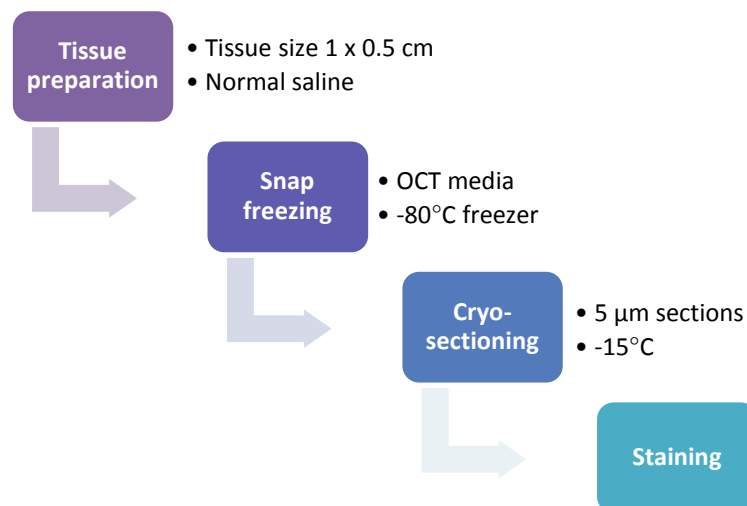 Tissue
preparation
• Tissue size 1 x 0.5 cm
• Normal saline
Snap
freezing
• OCT media
• -80°C freezer
Cryo-
sectioning
• 5 µm sections
• -15°C
Staining